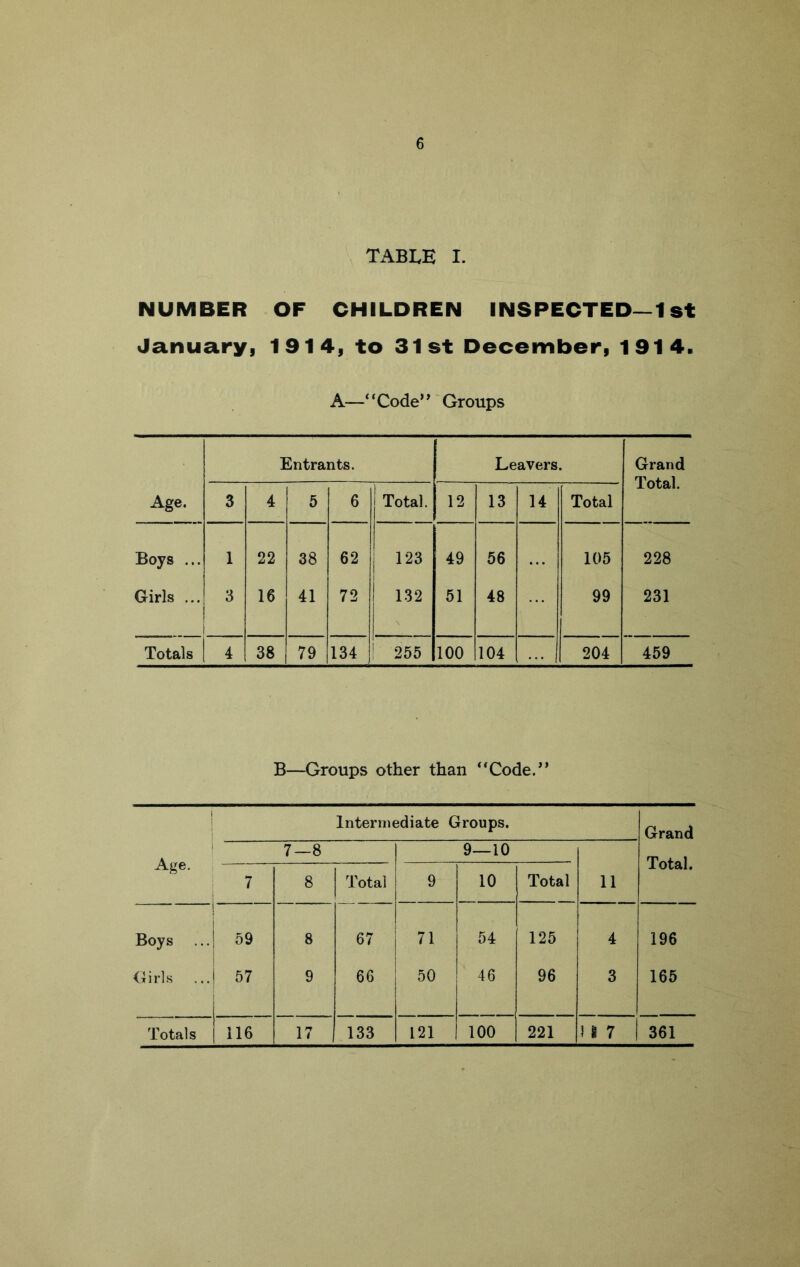 6
TABLE I.
NUMBER OF CHILDREN INSPECTED—1st
January, 1914, to 31st December, 1914.
A—“Code” Groups
Entrants. Leavers. Grand Total.
Age. 3 4 5 6 Total. 12 13 14 Total
Boys ... 1 22 38 62 123 49 56 ... 105 228
Girls ... 3 16 41 72 132 51 48 ... 99 231
Totals 4 38 79 134 255 100 104 ... 204 459
B—Groups other than “Code.”
Intermediate Groups. Grand Total.
Age. 7—8 9—10
7 8 Total 9 10 Total 11
Boys ... 59 8 67 71 54 125 4 196
Girls ... 57 9 66 50 46 96 3 165
Totals 116 17 133 121 100 221 7 361